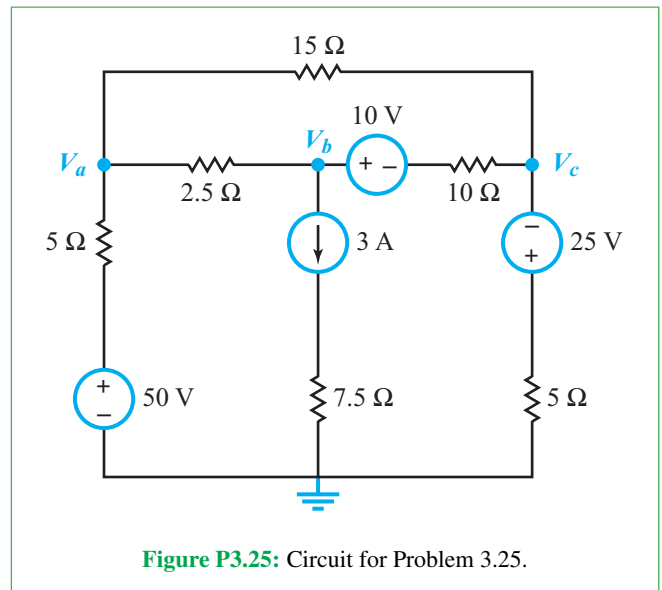 15 Ω
10 V
V_b
V_a
+ −
V_c
2.5 Ω
10 Ω
5 Ω
3 A
−
25 V
+
+
50 V
7.5 Ω
5 Ω
−
Figure P3.25: Circuit for Problem 3.25.